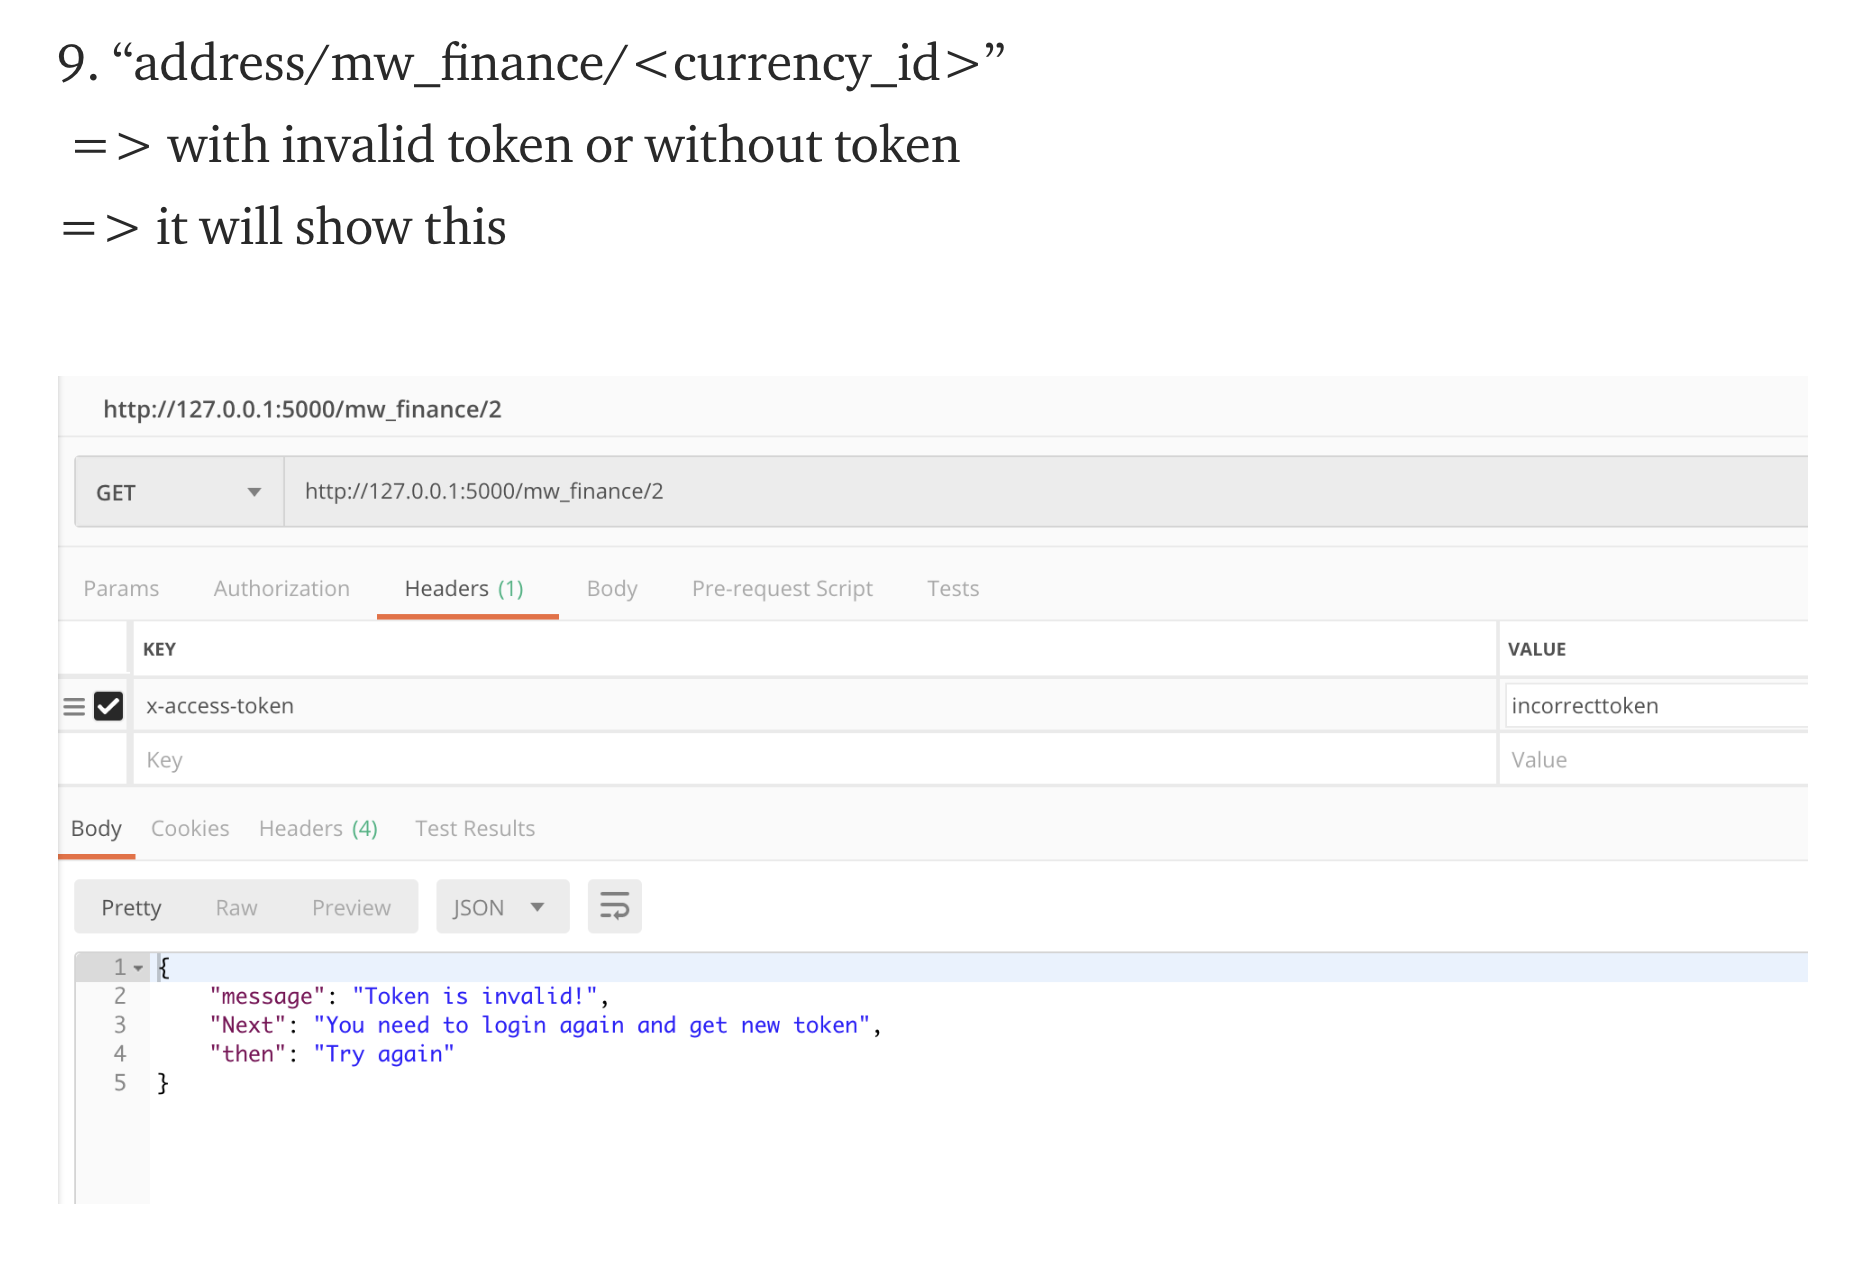 9. “address/mw_finance/<currency_id>”
=> with invalid token or without token
=> it will show this
http://127.0.0.1:5000/mw_finance/2
GET http://127.0.0.1:5000/mw_finance/2
Params Authorization Headers (1) Body Pre-request Script Tests
KEY VALUE
x-access-token incorrecttoken
Key Value
Body Cookies Headers (4) Test Results
Pretty Raw Preview JSON
1 {
2 "message": "Token is invalid!",
3 "Next": "You need to login again and get new token",
4 "then": "Try again"
5 }